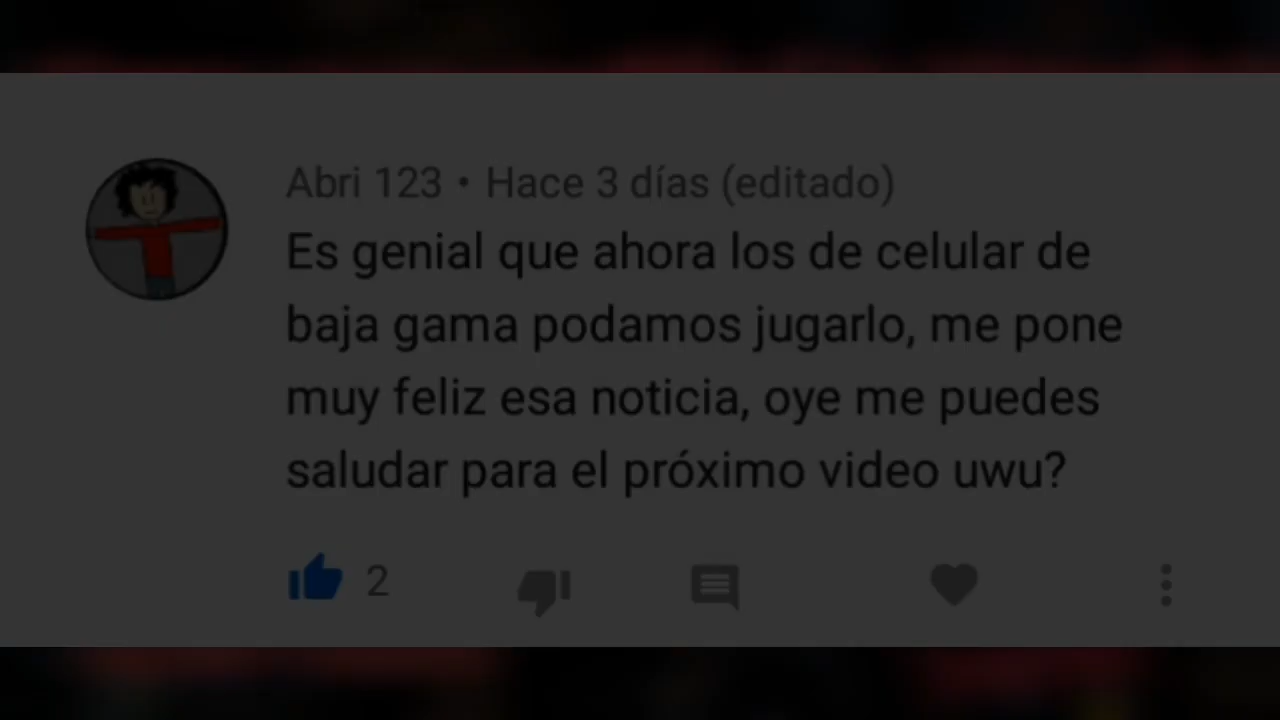 Abri 123 • Hace 3 días (editado)
Es genial que ahora los de celular de
baja gama podamos jugarlo, me pone
muy feliz esa noticia, oye me puedes
saludar para el próximo video uwu?
2